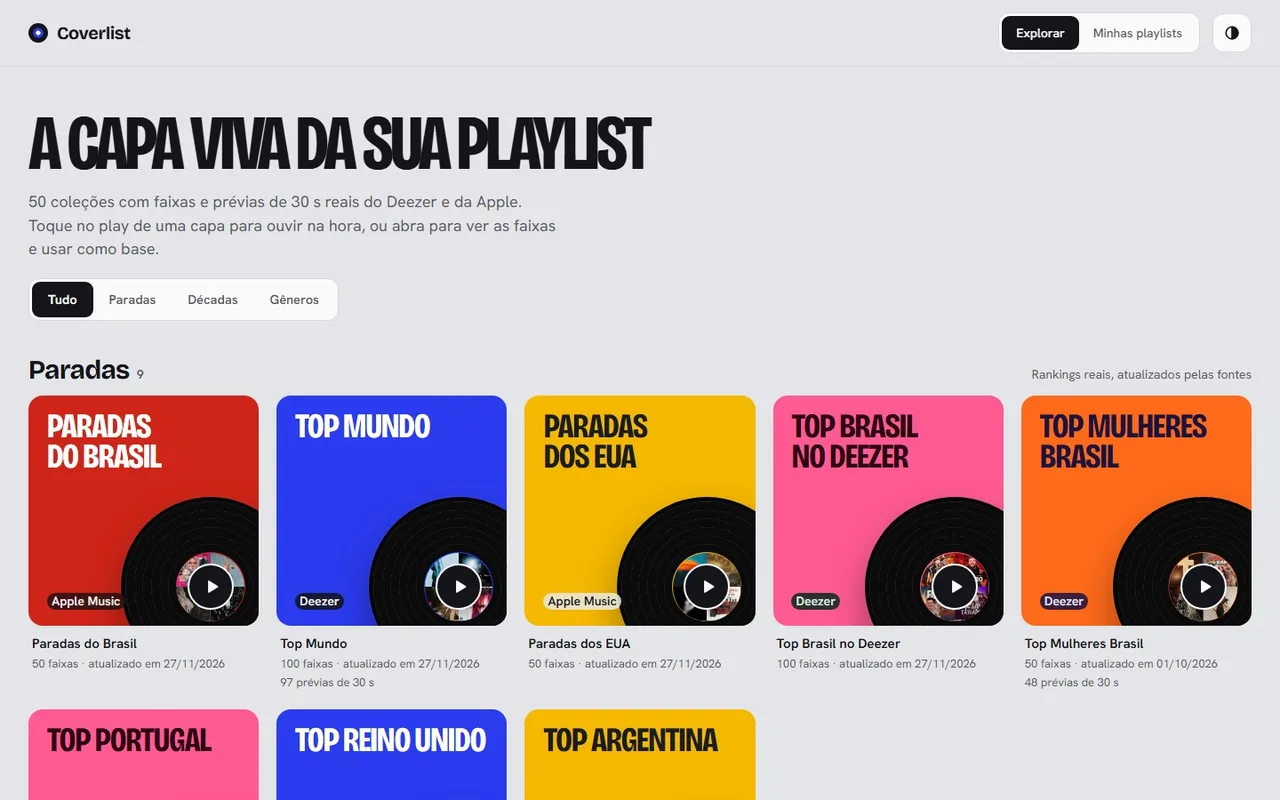 Coverlist
Explorar
Minhas playlists
A CAPA VIVA DA SUA PLAYLIST
50 coleções com faixas e prévias de 30 s reais do Deezer e da Apple.
Toque no play de uma capa para ouvir na hora, ou abra para ver as faixas
e usar como base.
Tudo
Paradas
Décadas
Gêneros
Paradas 9
Rankings reais, atualizados pelas fontes
PARADAS
DO BRASIL
Apple Music
Paradas do Brasil
50 faixas · atualizado em 27/11/2026
TOP MUNDO
Deezer
Top Mundo
100 faixas · atualizado em 27/11/2026
97 prévias de 30 s
PARADAS
DOS EUA
Apple Music
Paradas dos EUA
50 faixas · atualizado em 27/11/2026
TOP BRASIL
NO DEEZER
Deezer
Top Brasil no Deezer
100 faixas · atualizado em 27/11/2026
TOP MULHERES
BRASIL
Deezer
Top Mulheres Brasil
50 faixas · atualizado em 01/10/2026
48 prévias de 30 s
TOP PORTUGAL
TOP REINO UNIDO
TOP ARGENTINA